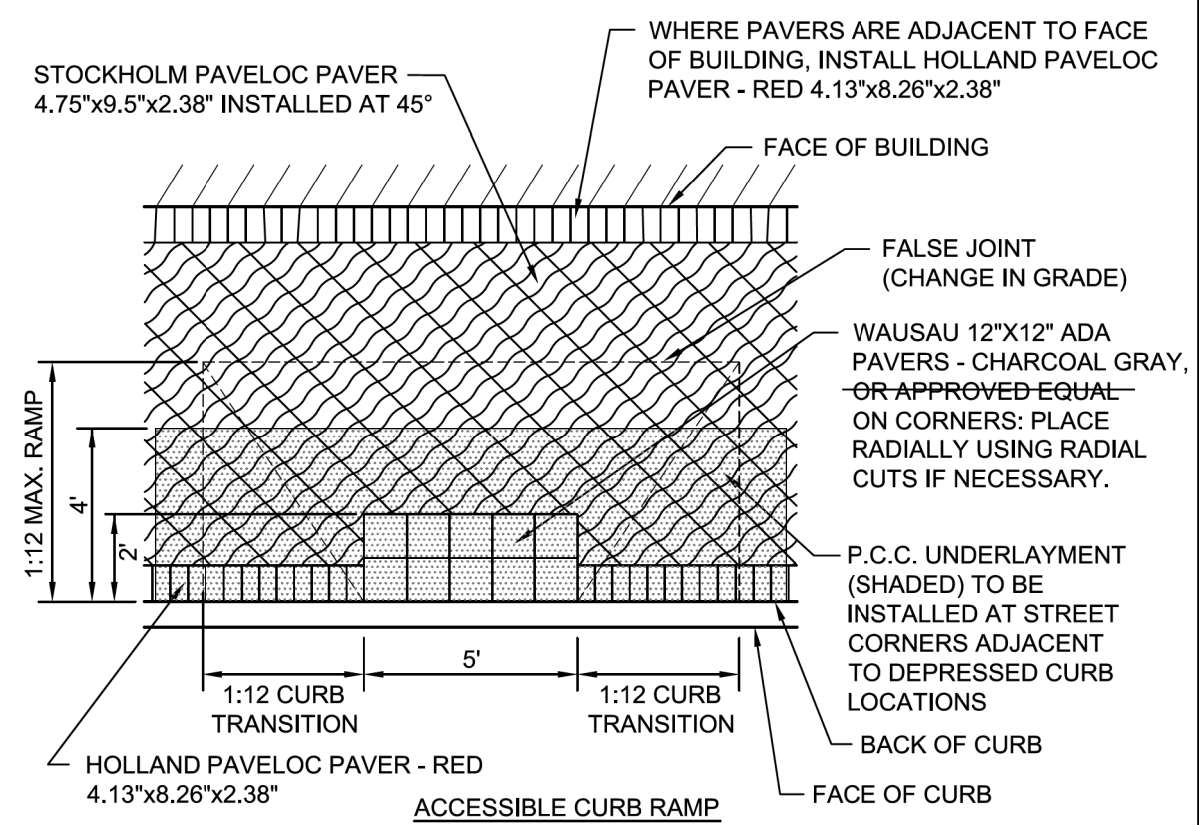 WHERE PAVERS ARE ADJACENT TO FACE
OF BUILDING, INSTALL HOLLAND PAVELOC
PAVER - RED 4.13"x8.26"x2.38"
STOCKHOLM PAVELOC PAVER
4.75"x9.5"x2.38" INSTALLED AT 45°
FACE OF BUILDING
FALSE JOINT
(CHANGE IN GRADE)
WAUSAU 12"X12" ADA
PAVERS - CHARCOAL GRAY,
OR APPROVED EQUAL
ON CORNERS: PLACE
RADIALLY USING RADIAL
CUTS IF NECESSARY.
1:12 MAX. RAMP
4'
2'
P.C.C. UNDERLAYMENT
(SHADED) TO BE
INSTALLED AT STREET
CORNERS ADJACENT
TO DEPRESSED CURB
LOCATIONS
5'
1:12 CURB
TRANSITION
1:12 CURB
TRANSITION
BACK OF CURB
HOLLAND PAVELOC PAVER - RED
4.13"x8.26"x2.38"
FACE OF CURB
ACCESSIBLE CURB RAMP